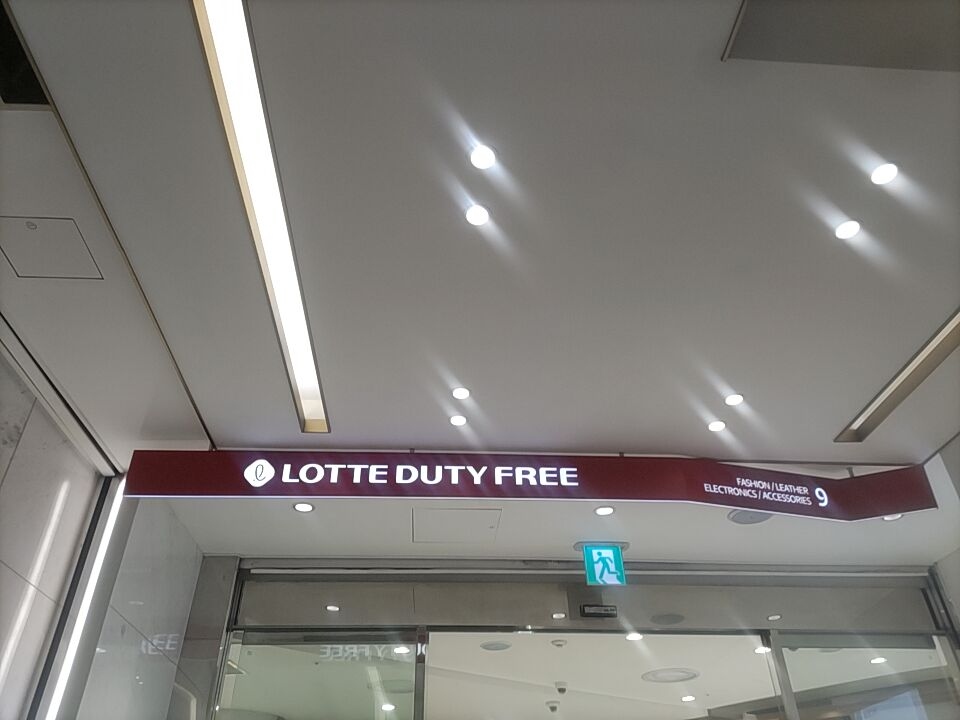 LOTTE DUTY FREE
FASHION / LEATHER
ELECTRONICS / ACCESSORIES
9